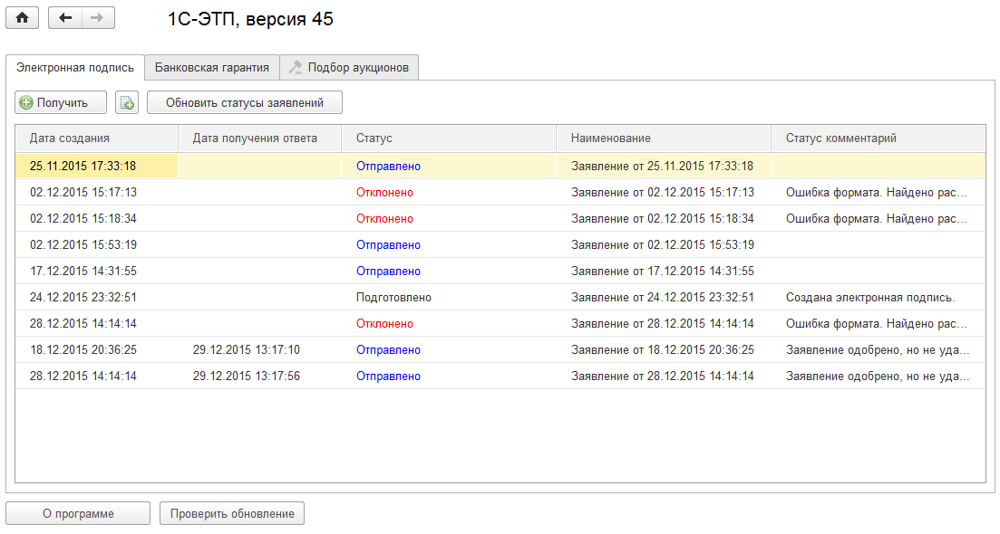 1С-ЭТП, версия 45
Электронная подпись Банковская гарантия Подбор аукционов
Получить Обновить статусы заявлений
Дата создания Дата получения ответа Статус Наименование Статус комментарий
25.11.2015 17:33:18 Отправлено Заявление от 25.11.2015 17:33:18
02.12.2015 15:17:13 Отклонено Заявление от 02.12.2015 15:17:13 Ошибка формата. Найдено рас...
02.12.2015 15:18:34 Отклонено Заявление от 02.12.2015 15:18:34 Ошибка формата. Найдено рас...
02.12.2015 15:53:19 Отправлено Заявление от 02.12.2015 15:53:19
17.12.2015 14:31:55 Отправлено Заявление от 17.12.2015 14:31:55
24.12.2015 23:32:51 Подготовлено Заявление от 24.12.2015 23:32:51 Создана электронная подпись.
28.12.2015 14:14:14 Отклонено Заявление от 28.12.2015 14:14:14 Ошибка формата. Найдено рас...
18.12.2015 20:36:25 29.12.2015 13:17:10 Отправлено Заявление от 18.12.2015 20:36:25 Заявление одобрено, но не уда...
28.12.2015 14:14:14 29.12.2015 13:17:56 Отправлено Заявление от 28.12.2015 14:14:14 Заявление одобрено, но не уда...
О программе Проверить обновление